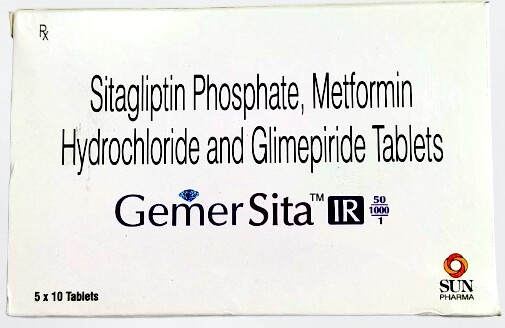 Rx
Sitagliptin Phosphate, Metformin
Hydrochloride and Glimepiride Tablets
GemerSita™ IR 50
1000
1
5 x 10 Tablets
SUN
PHARMA